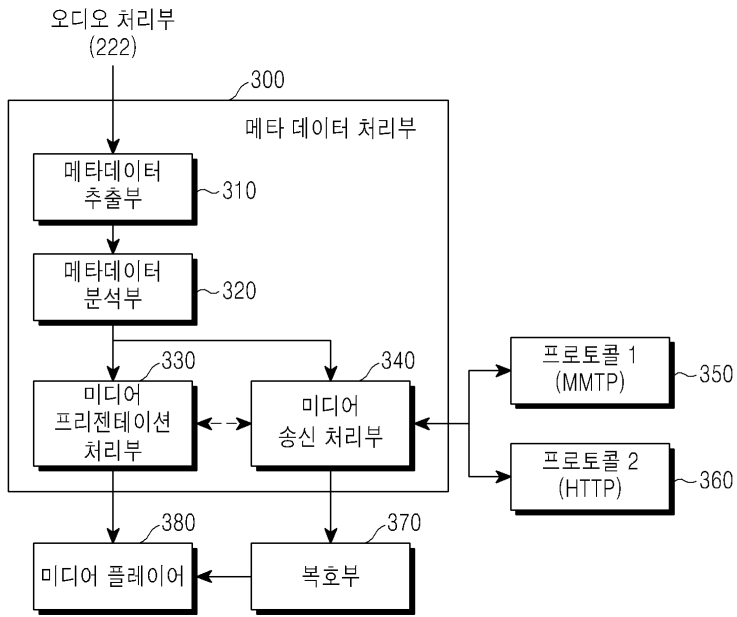 오디오 처리부
(222)
300
메타 데이터 처리부
메타데이터
추출부
310
메타데이터
분석부
320
330
미디어
프리젠테이션
처리부
340
미디어
송신 처리부
프로토콜 1
(MMTP)
350
프로토콜 2
(HTTP)
360
380
미디어 플레이어
370
복호부